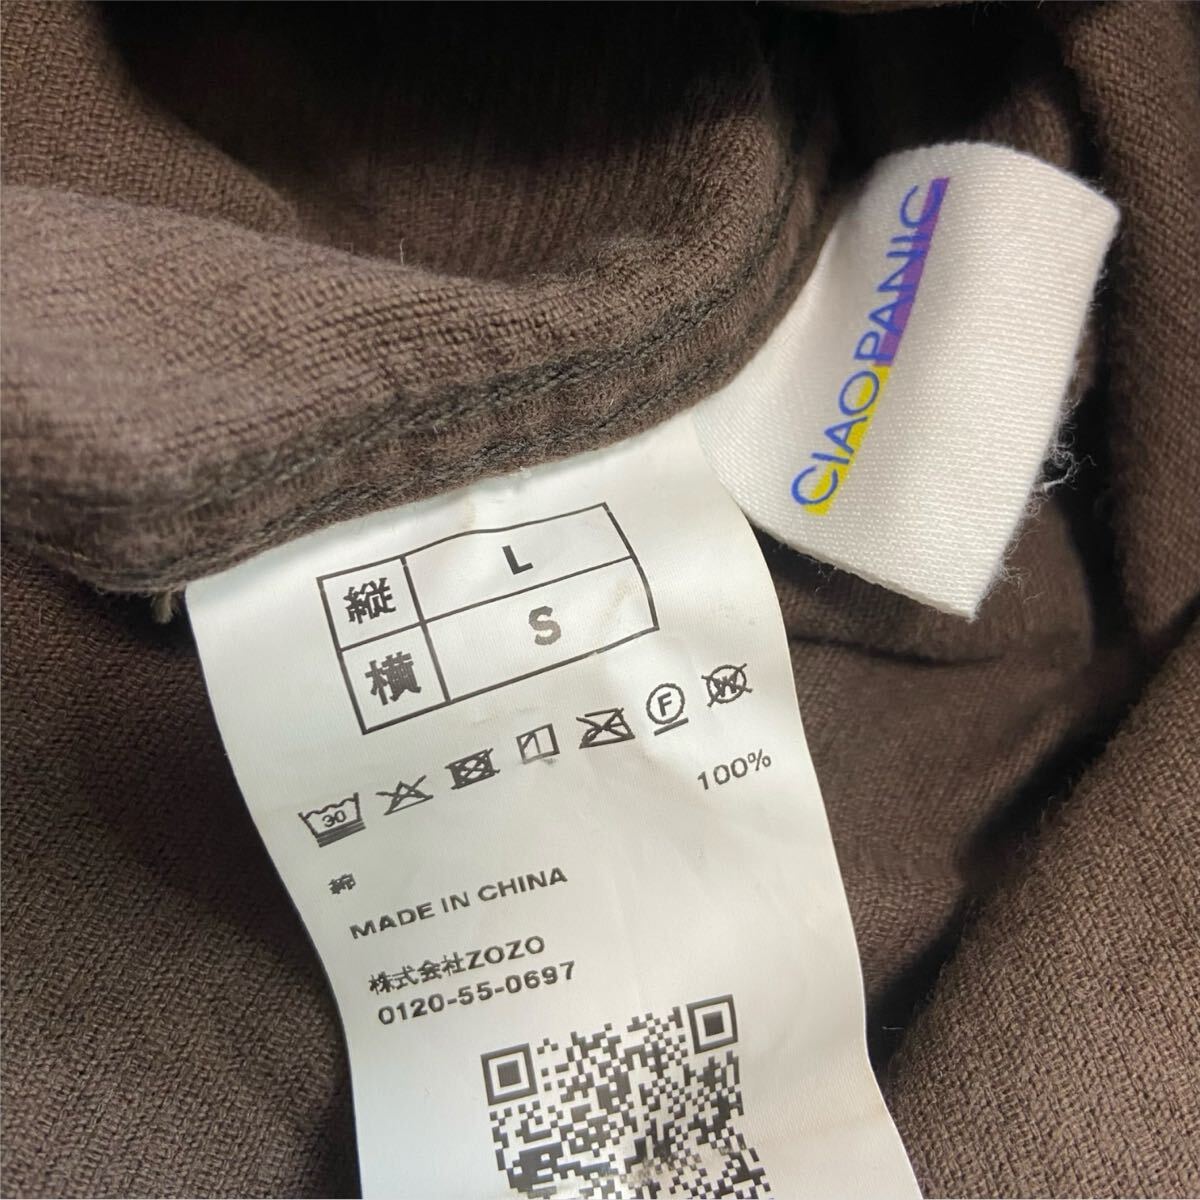 CIAOPANIC
縦 L
横 S
30 F W
綿 100%
MADE IN CHINA
株式会社ZOZO
0120-55-0697